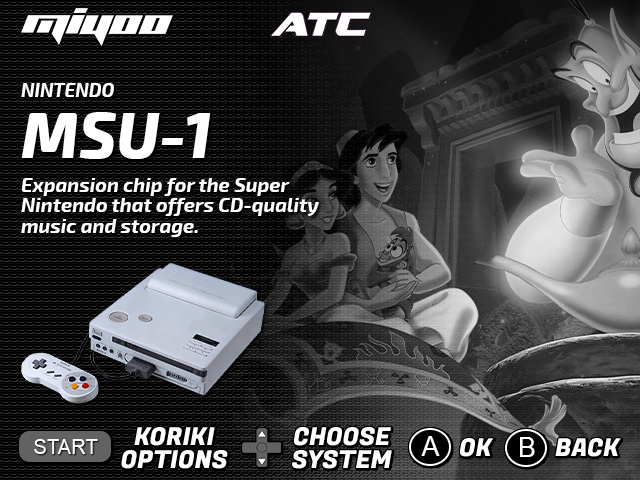 miyoo
ATC
NINTENDO
MSU-1
Expansion chip for the Super
Nintendo that offers CD-quality
music and storage.
START
KORIKI
OPTIONS
CHOOSE
SYSTEM
A OK
B BACK